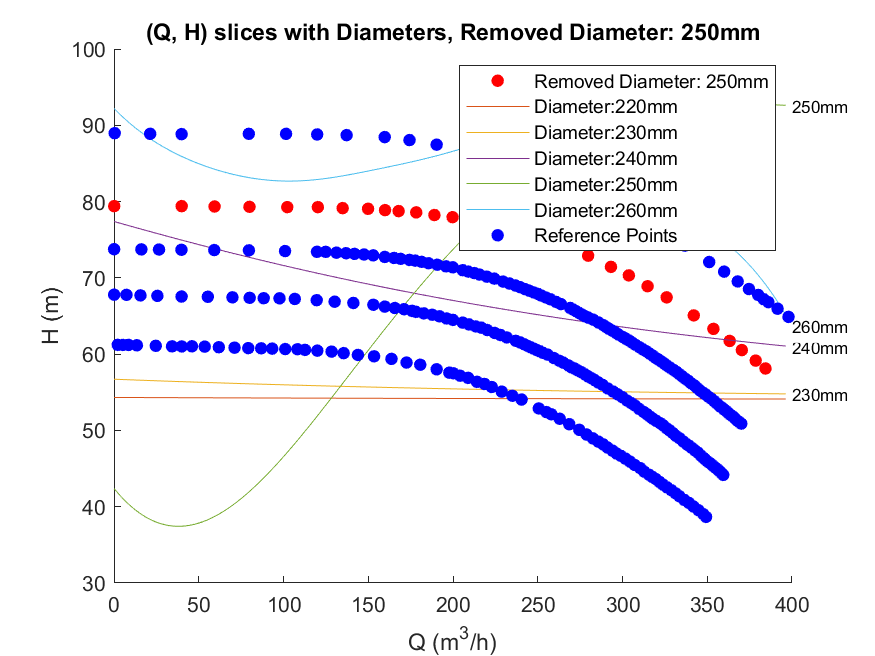 (Q, H) slices with Diameters, Removed Diameter: 250mm
100
90
80
70
60
50
40
30
H (m)
0
50
100
150
200
250
300
350
400
Q (m³/h)
Removed Diameter: 250mm
Diameter:220mm
Diameter:230mm
Diameter:240mm
Diameter:250mm
Diameter:260mm
Reference Points
250mm
260mm
240mm
230mm